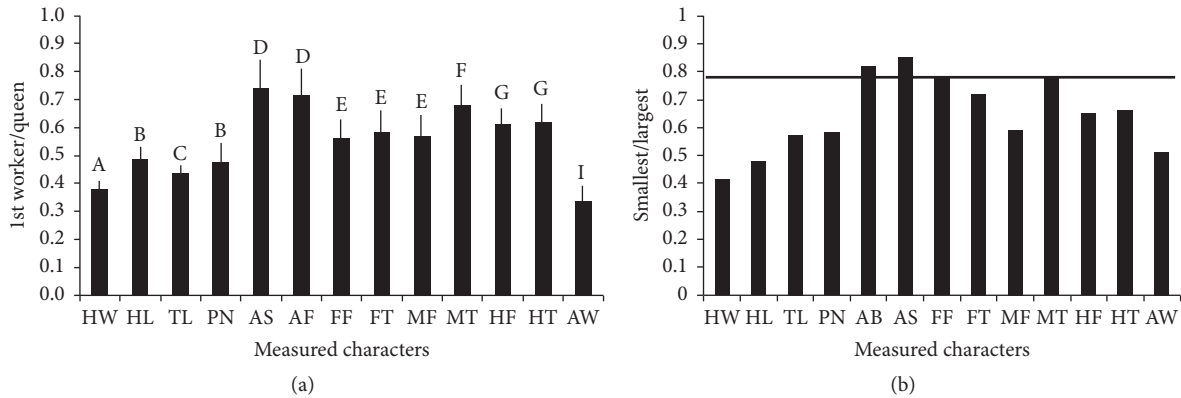 1.0
0.9
0.8
0.7
0.6
0.5
0.4
0.3
0.2
0.1
0.0
1st worker/queen
A B C B D D E E E F G G I
HW HL TL PN AS AF FF FT MF MT HF HT AW
Measured characters
(a)
1
0.9
0.8
0.7
0.6
0.5
0.4
0.3
0.2
0.1
0
Smallest/largest
HW HL TL PN AB AS FF FT MF MT HF HT AW
Measured characters
(b)